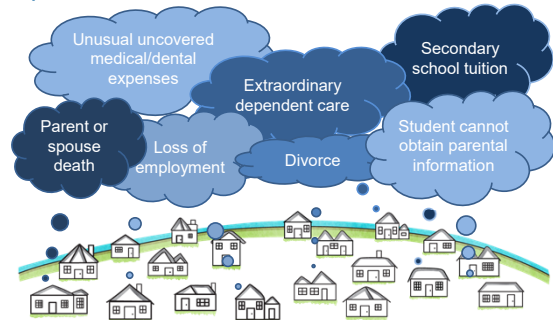 Unusual uncovered
medical/dental
expenses
Extraordinary
dependent care
Secondary
school tuition
Parent or
spouse
death
Loss of
employment
Divorce
Student cannot
obtain parental
information